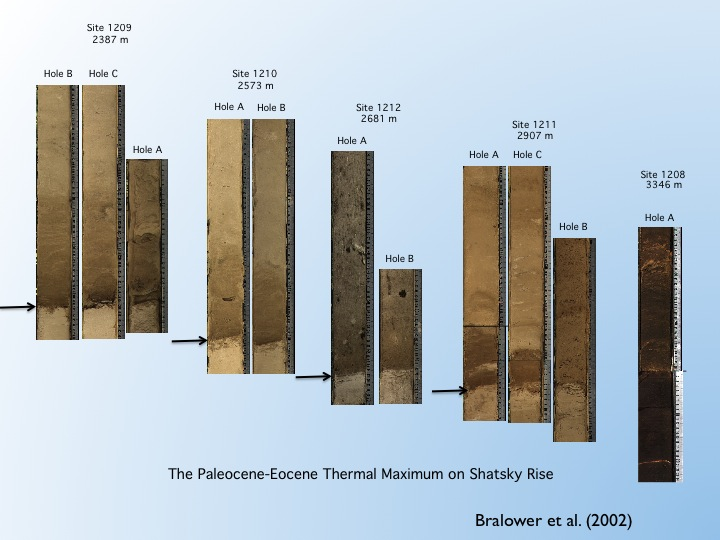 Site 1209
2387 m
Hole B
Hole C
Hole A
Site 1210
2573 m
Hole A
Hole B
Site 1212
2681 m
Hole A
Hole B
Site 1211
2907 m
Hole A
Hole C
Hole B
Site 1208
3346 m
Hole A
The Paleocene-Eocene Thermal Maximum on Shatsky Rise
Bralower et al. (2002)